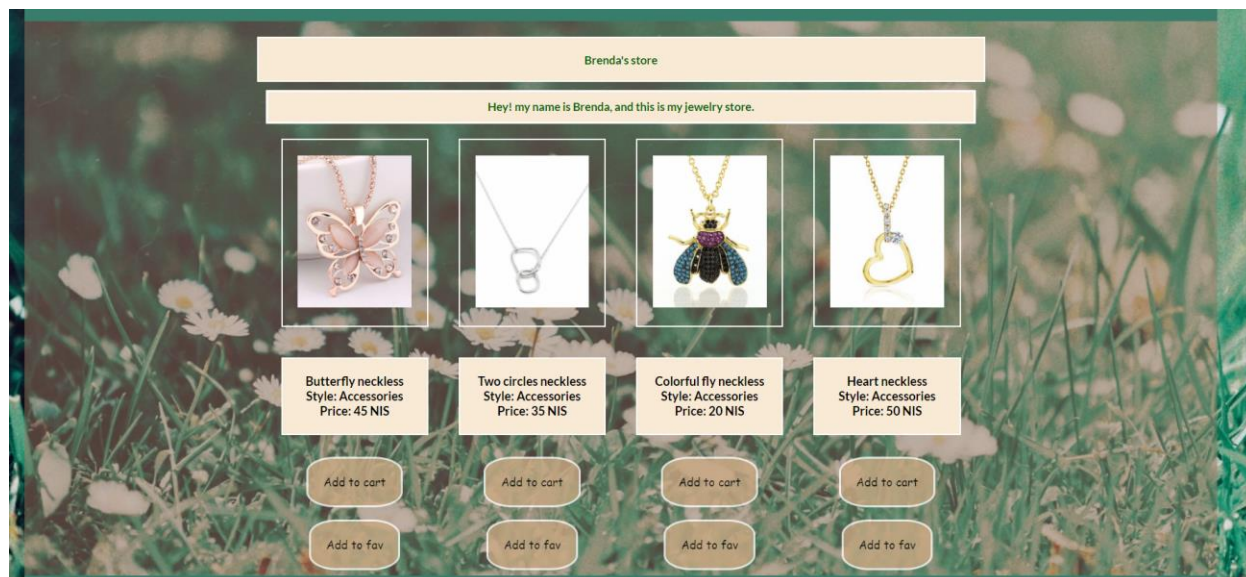 Brenda's store
Hey! my name is Brenda, and this is my jewelry store.
Butterfly neckless
Style: Accessories
Price: 45 NIS
Two circles neckless
Style: Accessories
Price: 35 NIS
Colorful fly neckless
Style: Accessories
Price: 20 NIS
Heart neckless
Style: Accessories
Price: 50 NIS
Add to cart
Add to cart
Add to cart
Add to cart
Add to fav
Add to fav
Add to fav
Add to fav